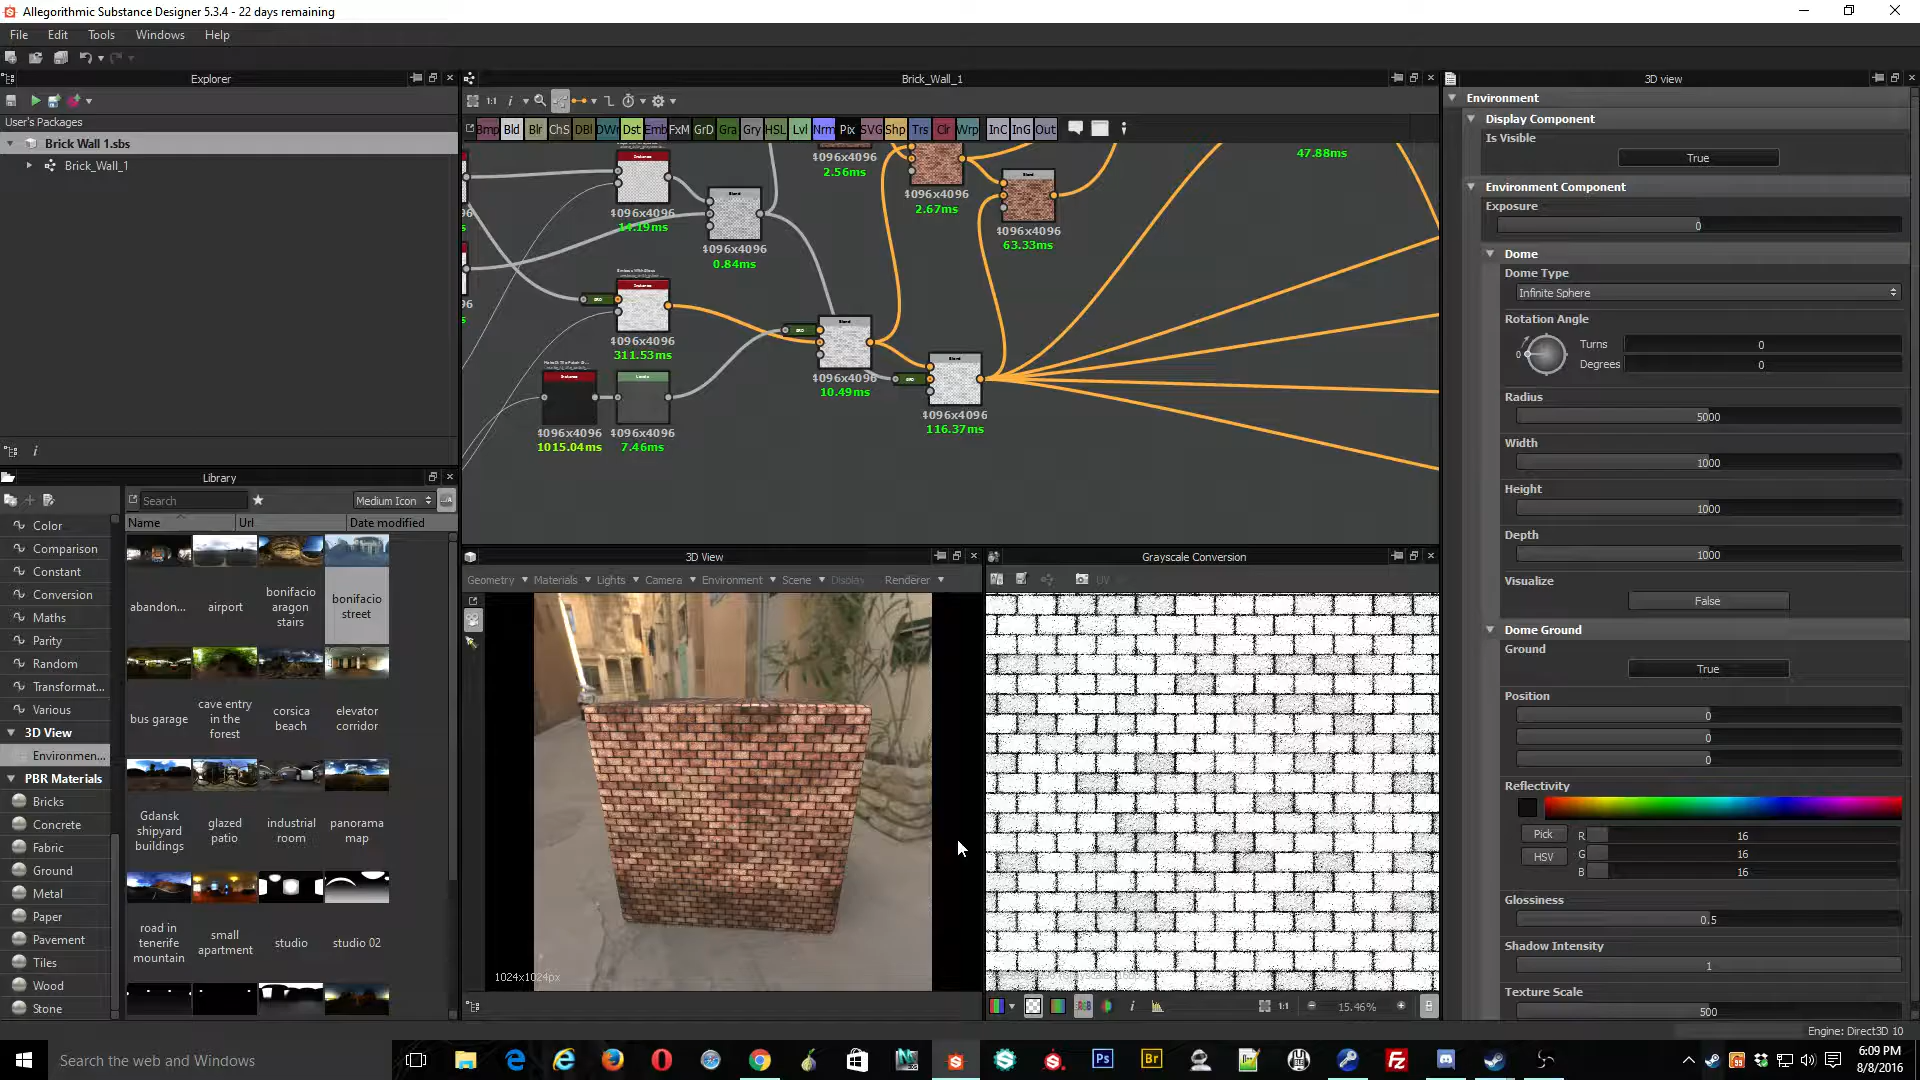 Allegorithmic Substance Designer 5.3.4 - 22 days remaining
File Edit Tools Windows Help
Explorer
User's Packages
Brick Wall 1.sbs
Brick_Wall_1
Brick_Wall_1
1:1
Bmp Bld Blr ChS DBl DWr Dst Emb FxM GrD Gra Gry HSL Lvl Nrm Pix SVG Shp Trs Clr Wrp InC InG Out
4096x4096
14.19ms
4096x4096
0.84ms
2.56ms
4096x4096
2.67ms
4096x4096
63.33ms
47.88ms
4096x4096
311.53ms
4096x4096
10.49ms
4096x4096
116.37ms
4096x4096
1015.04ms
4096x4096
7.46ms
Library
Search
Medium Icon
Name Url Date modified
Color
Comparison
Constant
Conversion
Maths
Parity
Random
Transformat...
Various
3D View
Environmen...
PBR Materials
Bricks
Concrete
Fabric
Ground
Metal
Paper
Pavement
Tiles
Wood
Stone
abandon...
airport
bonifacio aragon stairs
bonifacio street
bus garage
cave entry in the forest
corsica beach
elevator corridor
Gdansk shipyard buildings
glazed patio
industrial room
panorama map
road in tenerife mountain
small apartment
studio
studio 02
3D View
Geometry Materials Lights Camera Environment Scene Display Renderer
1024x1024px
Grayscale Conversion
UV
1:1
15.46%
3D view
Environment
Display Component
Is Visible
True
Environment Component
Exposure
0
Dome
Dome Type
Infinite Sphere
Rotation Angle
0
Turns 0
Degrees 0
Radius
5000
Width
1000
Height
1000
Depth
1000
Visualize
False
Dome Ground
Ground
True
Position
0
0
0
Reflectivity
Pick
HSV
R 16
G 16
B 16
Glossiness
0.5
Shadow Intensity
1
Texture Scale
500
Engine: Direct3D 10
Search the web and Windows
Ps
Br
Fz
6:09 PM
8/8/2016